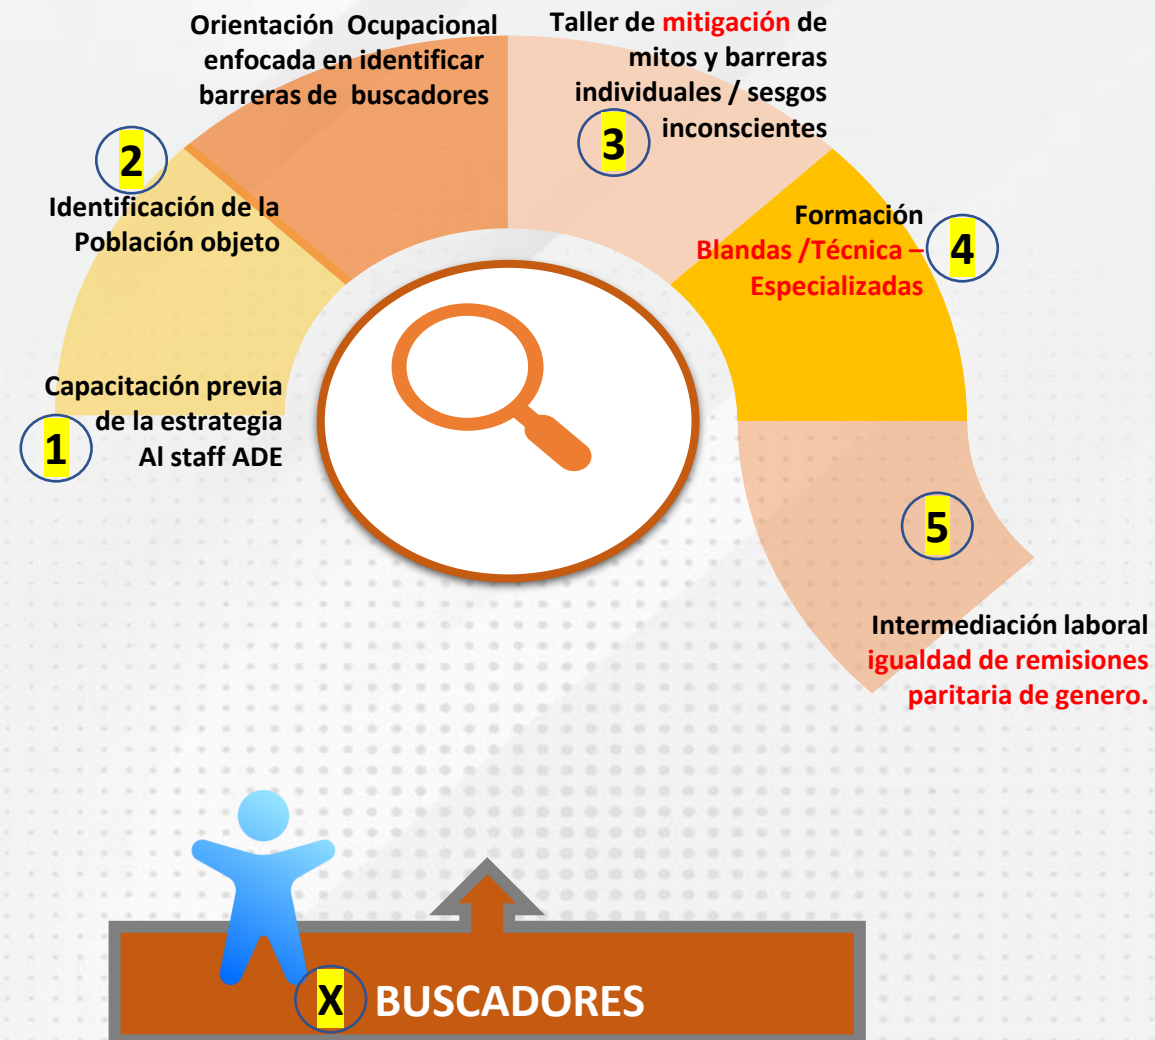 Orientación Ocupacional
enfocada en identificar
barreras de buscadores
Taller de mitigación de
mitos y barreras
individuales / sesgos
inconscientes
3
2
Identificación de la
Población objeto
Formación
Blandas /Técnica –
Especializadas
4
Capacitación previa
de la estrategia
Al staff ADE
1
5
Intermediación laboral
igualdad de remisiones
paritaria de genero.
X BUSCADORES